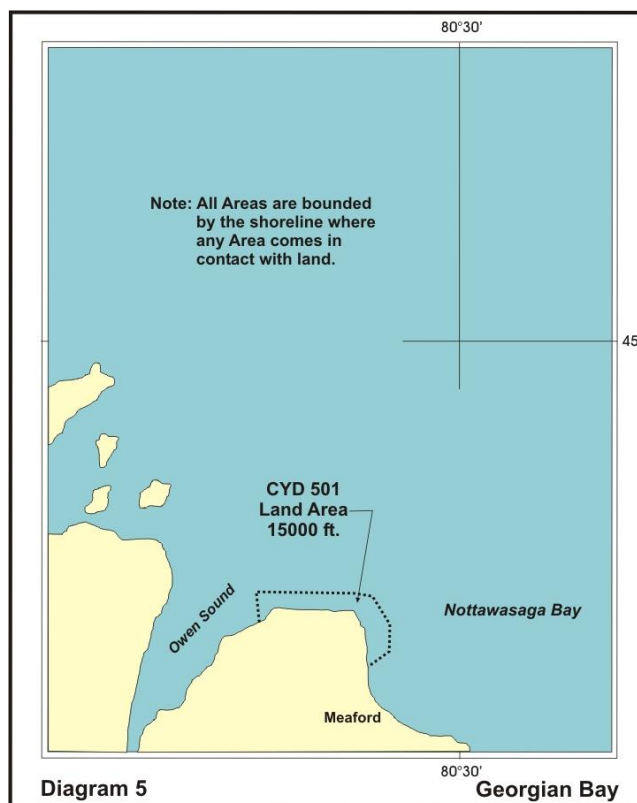 80°30'
Note: All Areas are bounded
by the shoreline where
any Area comes in
contact with land.
45
CYD 501
Land Area
15000 ft.
Owen Sound
Nottawasaga Bay
Meaford
80°30'
Diagram 5
Georgian Bay